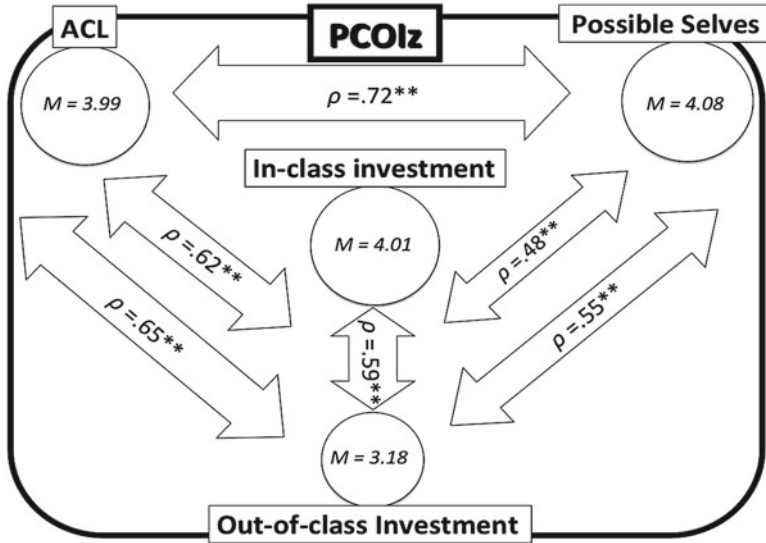 ACL
PCOIz
Possible Selves
M = 3.99
ρ =.72**
M = 4.08
In-class investment
M = 4.01
ρ =.62**
ρ =.48**
ρ =.65**
ρ =.59**
ρ =.55**
M = 3.18
Out-of-class Investment